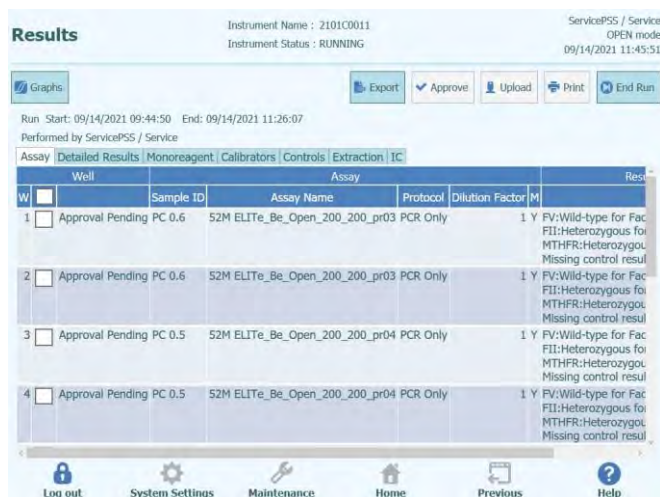 Results
Instrument Name : 2101C0011
Instrument Status : RUNNING
ServicePSS / Service
OPEN mode
09/14/2021 11:45:51
Graphs
Export
Approve
Upload
Print
End Run
Run Start: 09/14/2021 09:44:50 End: 09/14/2021 11:26:07
Performed by ServicePSS / Service
Assay Detailed Results Monoreagent Calibrators Controls Extraction IC
Well Assay Resu
W Sample ID Assay Name Protocol Dilution Factor M
1 Approval Pending PC 0.6 52M ELITe_Be_Open_200_200_pr03 PCR Only 1 Y FV:Wild-type for Fac
FII:Heterozygous for
MTHFR:Heterozygou
Missing control resul
2 Approval Pending PC 0.6 52M ELITe_Be_Open_200_200_pr03 PCR Only 1 Y FV:Wild-type for Fac
FII:Heterozygous for
MTHFR:Heterozygou
Missing control resul
3 Approval Pending PC 0.5 52M ELITe_Be_Open_200_200_pr04 PCR Only 1 Y FV:Wild-type for Fac
FII:Heterozygous for
MTHFR:Heterozygou
Missing control resul
4 Approval Pending PC 0.5 52M ELITe_Be_Open_200_200_pr04 PCR Only 1 Y FV:Wild-type for Fac
FII:Heterozygous for
MTHFR:Heterozygou
Missing control resul
Log out
System Settings
Maintenance
Home
Previous
Help